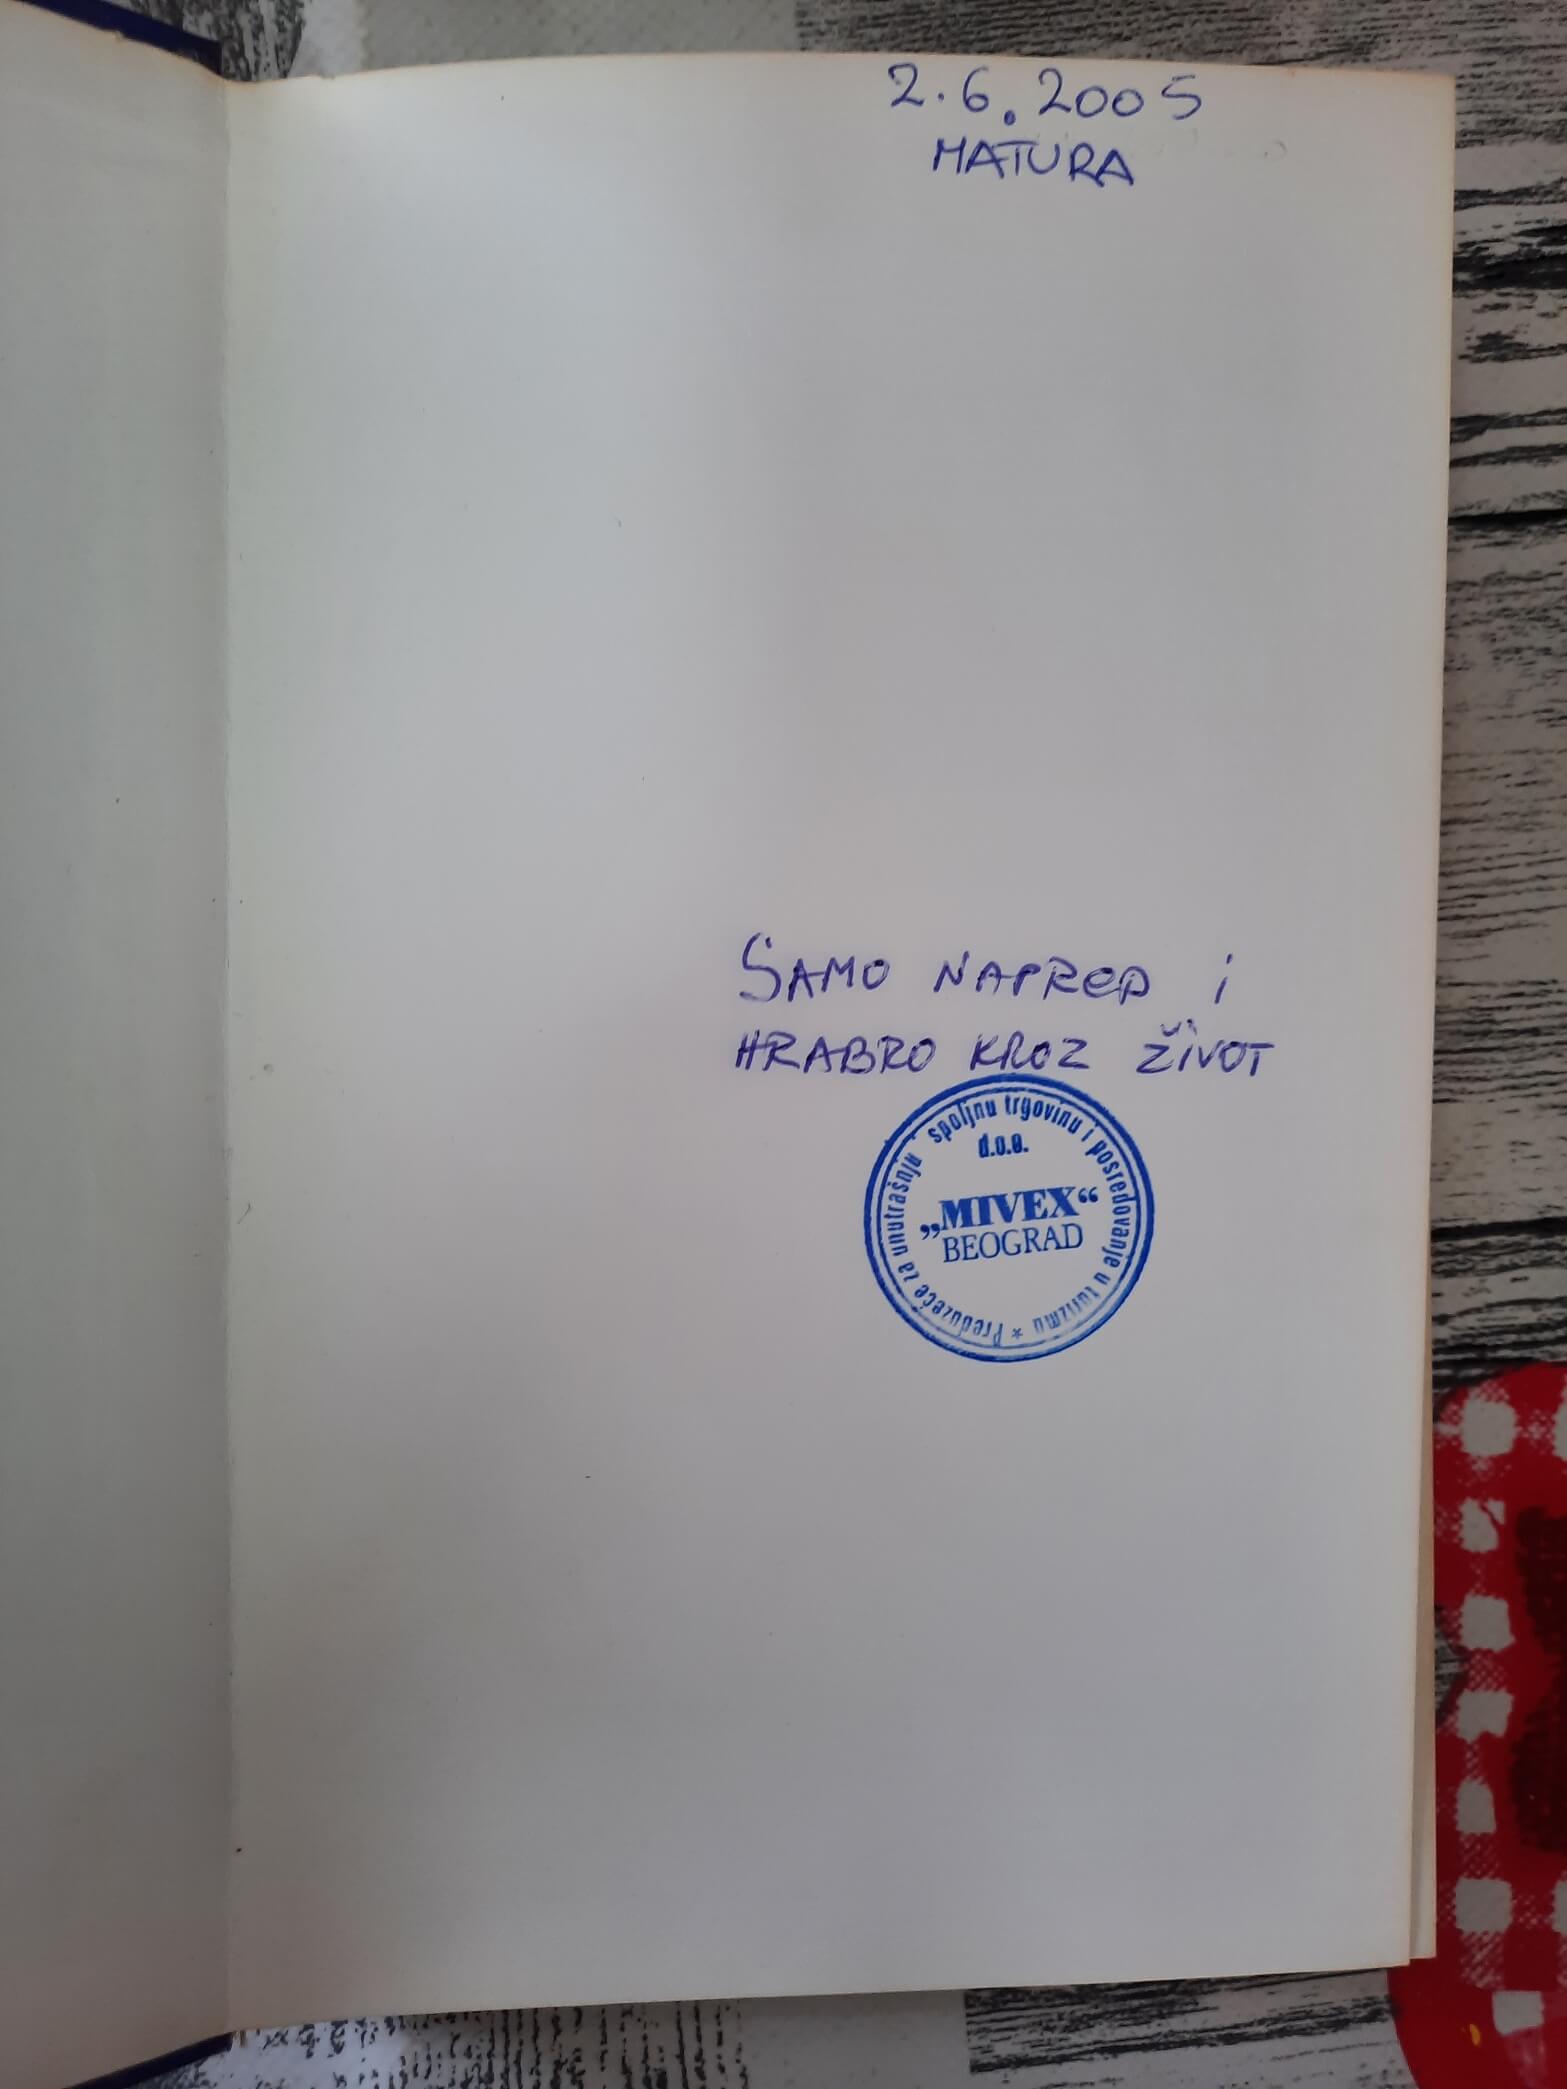 2.6.2005
MATURA
SAMO NAPRED i
HRABRO KROZ ŽIVOT
Preduzeće za unutrašnju spoljnu trgovinu i posredovanje u turizmu *
d.o.o.
„MIVEX“
BEOGRAD